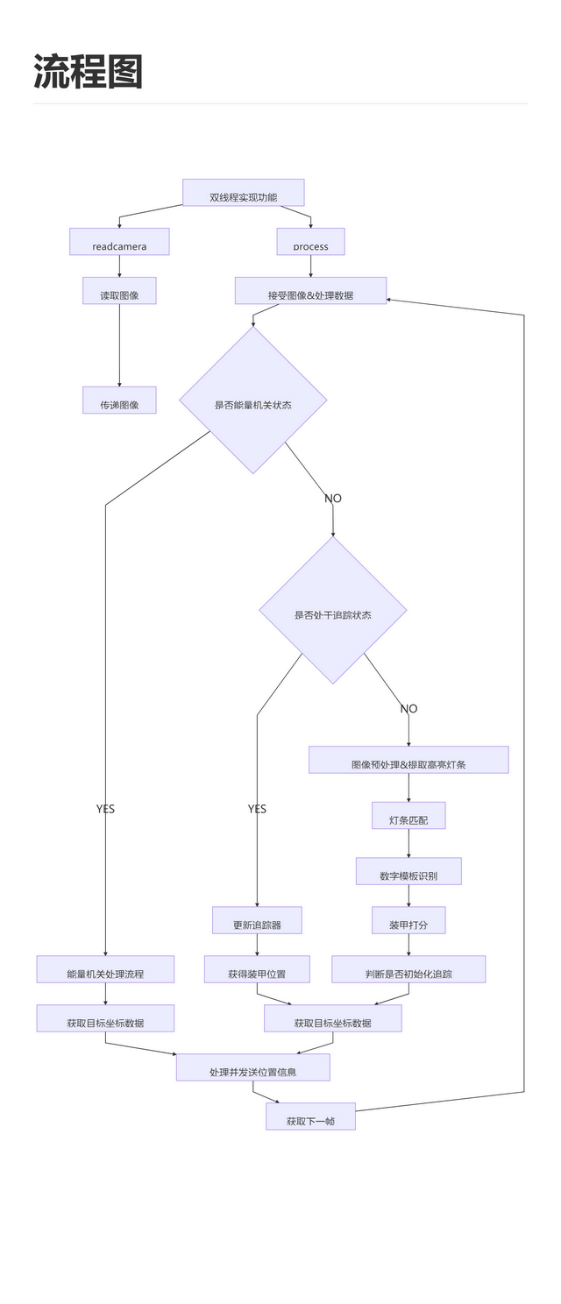 流程图
双线程实现功能
readcamera
process
读取图像
接受图像&处理数据
传递图像
是否能量机关状态
NO
是否处于追踪状态
NO
图像预处理&提取高亮灯条
YES
YES
灯条匹配
数字模板识别
更新追踪器
装甲打分
能量机关处理流程
获得装甲位置
判断是否初始化追踪
获取目标坐标数据
获取目标坐标数据
处理并发送位置信息
获取下一帧